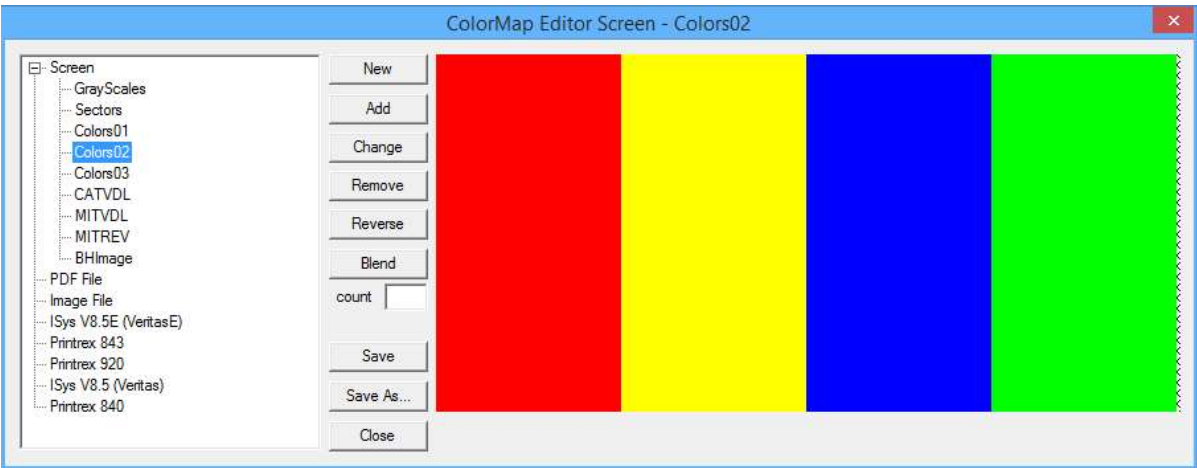 ColorMap Editor Screen - Colors02
Screen
GrayScales
Sectors
Colors01
Colors02
Colors03
CATVDL
MITVDL
MITREV
BHImage
PDF File
Image File
ISys V8.5E (VeritasE)
Printrex 843
Printrex 920
ISys V8.5 (Veritas)
Printrex 840
New
Add
Change
Remove
Reverse
Blend
count
Save
Save As...
Close